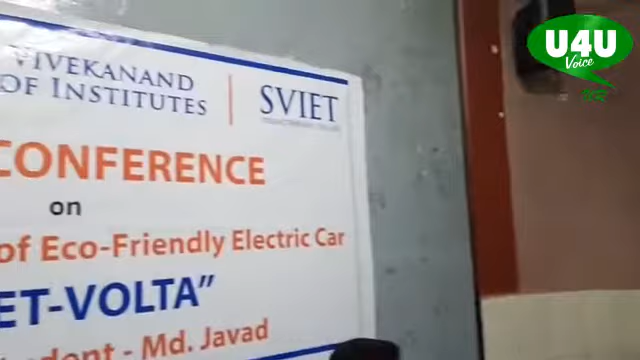 VIVEKANAND
OF INSTITUTES
SVIET
CONFERENCE
on
of Eco-Friendly Electric Car
ET-VOLTA”
dent - Md. Javad
U4U
Voice